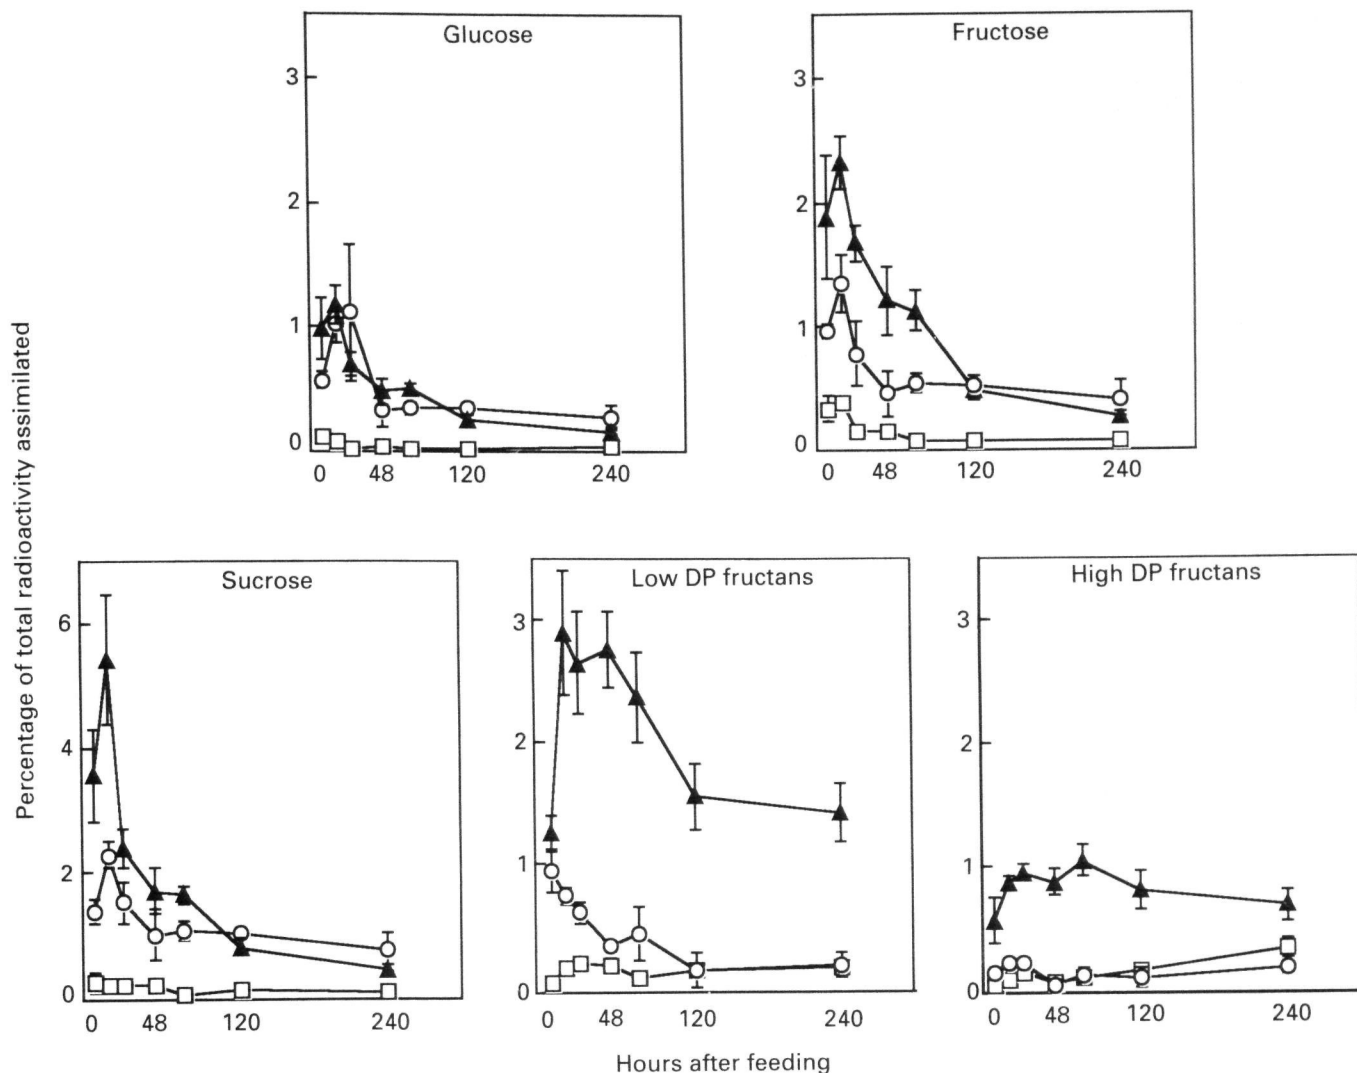 Glucose
3
2
1
0
0 48 120 240
Fructose
3
2
1
0
0 48 120 240
Percentage of total radioactivity assimilated
Sucrose
6
4
2
0
0 48 120 240
Low DP fructans
3
2
1
0
0 48 120 240
High DP fructans
3
2
1
0
0 48 120 240
Hours after feeding